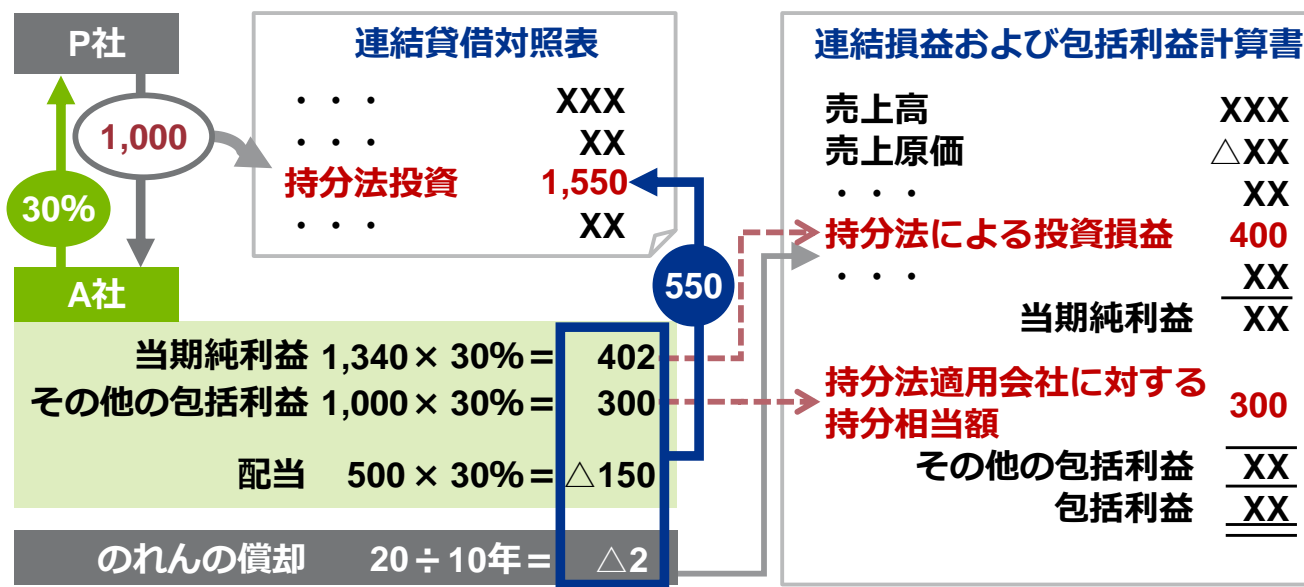 P社
1,000
30%
A社
連結貸借対照表
・・・ XXX
・・・ XX
持分法投資 1,550
・・・ XX
550
当期純利益 1,340 × 30%＝ 402
その他の包括利益 1,000 × 30%＝ 300
配当 500 × 30%＝ △150
のれんの償却 20 ÷ 10年＝ △2
連結損益および包括利益計算書
売上高 XXX
売上原価 △XX
・・・ XX
持分法による投資損益 400
・・・ XX
当期純利益 XX
持分法適用会社に対する
持分相当額 300
その他の包括利益 XX
包括利益 XX